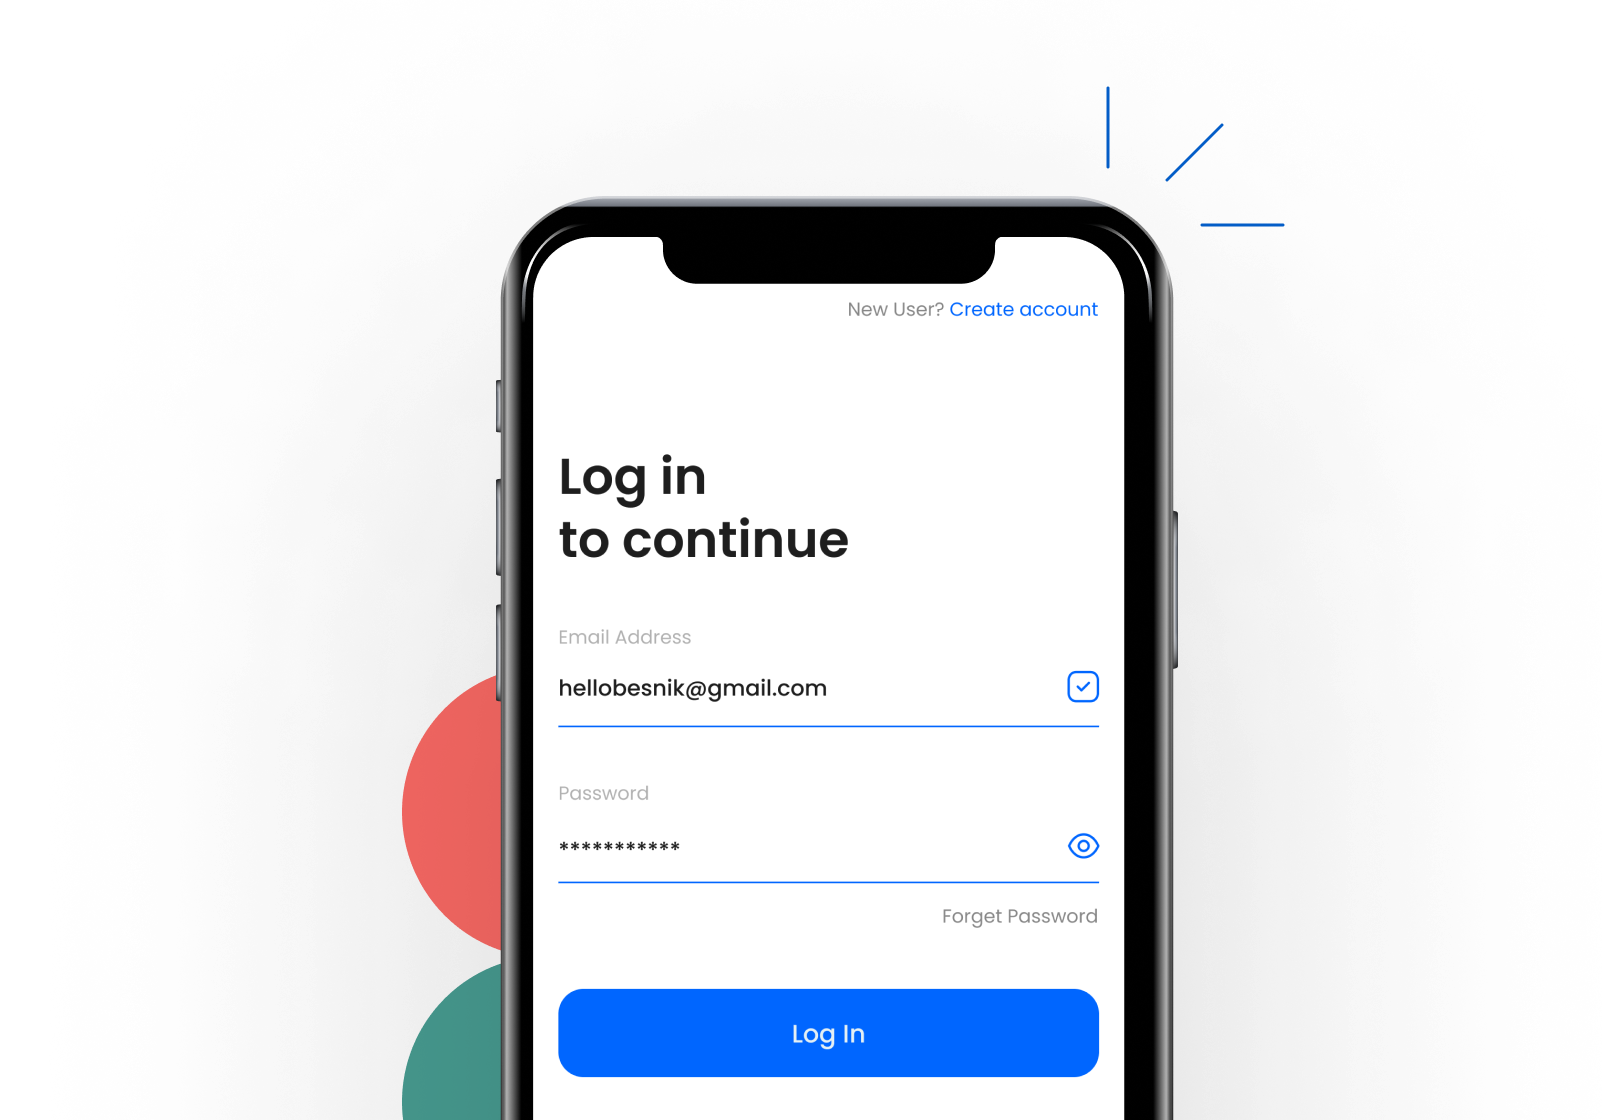 New User? Create account
Log in
to continue
Email Address
hellobesnik@gmail.com
Password
***********
Forget Password
Log In